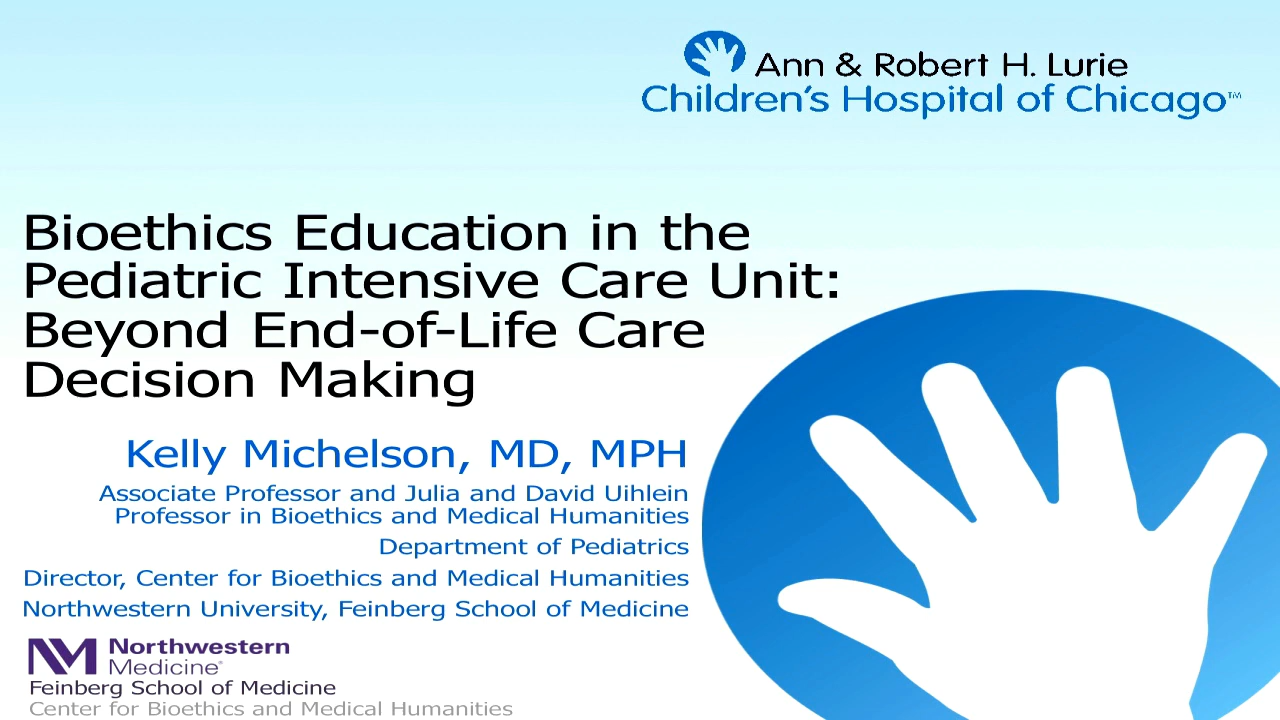 Ann & Robert H. Lurie
Children's Hospital of Chicago™
Bioethics Education in the
Pediatric Intensive Care Unit:
Beyond End-of-Life Care
Decision Making
Kelly Michelson, MD, MPH
Associate Professor and Julia and David Uihlein
Professor in Bioethics and Medical Humanities
Department of Pediatrics
Director, Center for Bioethics and Medical Humanities
Northwestern University, Feinberg School of Medicine
NM Northwestern
Medicine®
Feinberg School of Medicine
Center for Bioethics and Medical Humanities